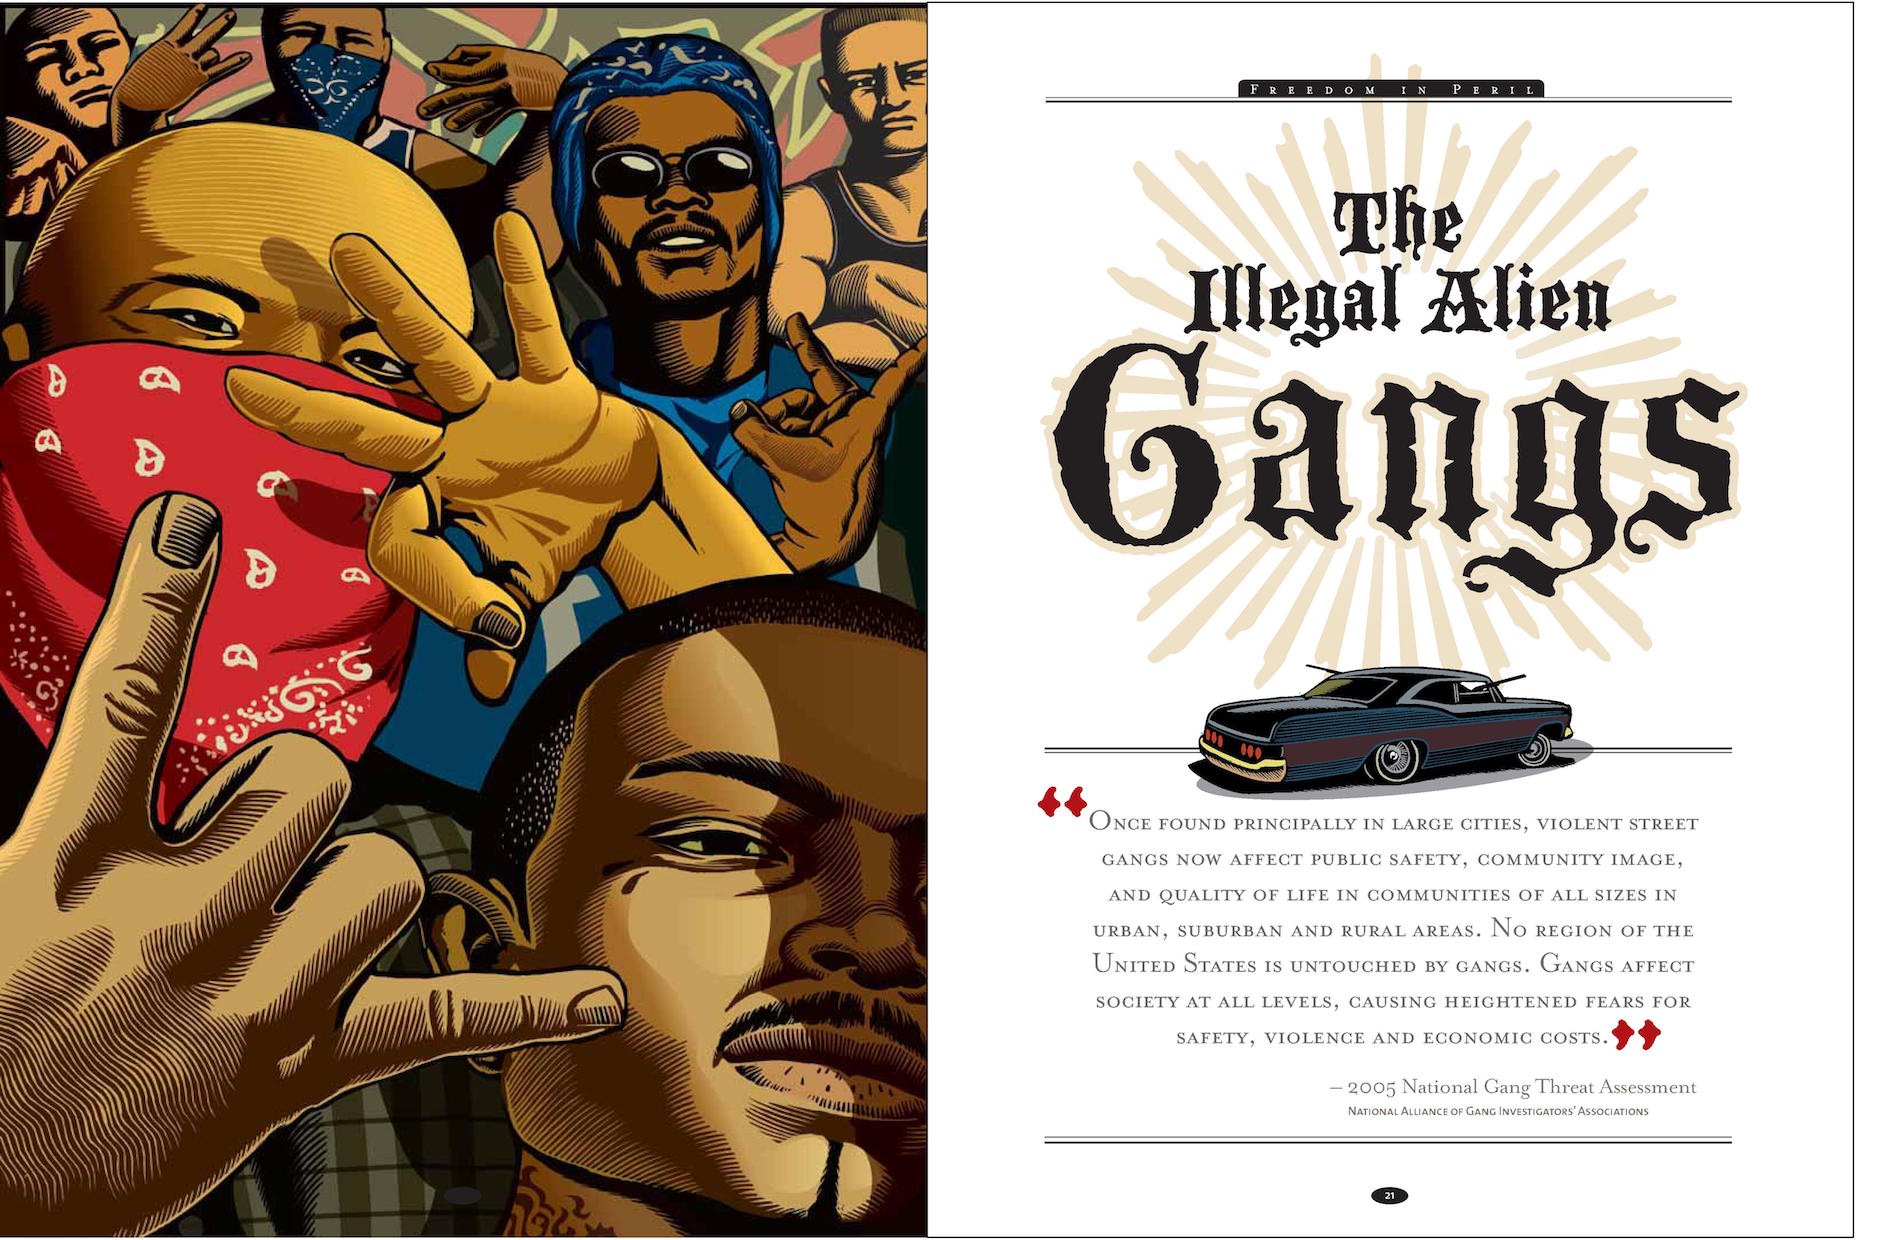 FREEDOM IN PERIL
The
Illegal Alien
Gangs
“ONCE FOUND PRINCIPALLY IN LARGE CITIES, VIOLENT STREET
GANGS NOW AFFECT PUBLIC SAFETY, COMMUNITY IMAGE,
AND QUALITY OF LIFE IN COMMUNITIES OF ALL SIZES IN
URBAN, SUBURBAN AND RURAL AREAS. NO REGION OF THE
UNITED STATES IS UNTOUCHED BY GANGS. GANGS AFFECT
SOCIETY AT ALL LEVELS, CAUSING HEIGHTENED FEARS FOR
SAFETY, VIOLENCE AND ECONOMIC COSTS.”
– 2005 National Gang Threat Assessment
NATIONAL ALLIANCE OF GANG INVESTIGATORS’ ASSOCIATIONS
21